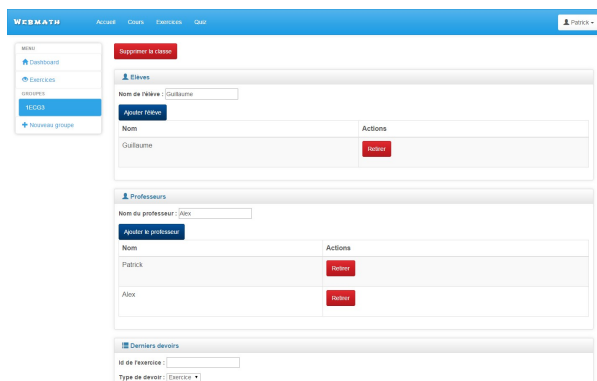 WEBMATH
Accueil Cours Exercices Quiz
Patrick
MENU
Dashboard
Exercices
GROUPES
1ECG3
Nouveau groupe
Supprimer la classe
Elèves
Nom de l'élève : Guillaume
Ajouter l'élève
Nom Actions
Guillaume Retirer
Professeurs
Nom du professeur : Alex
Ajouter le professeur
Nom Actions
Patrick Retirer
Alex Retirer
Derniers devoirs
Id de l'exercice :
Type de devoir : Exercice